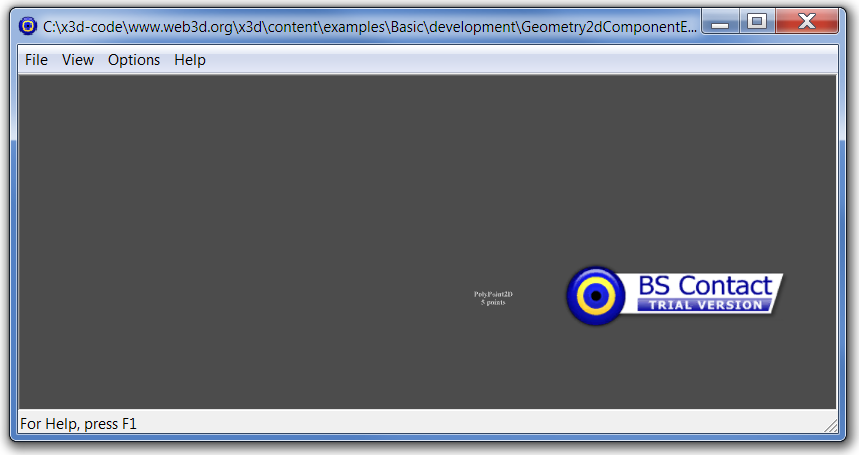 C:\x3d-code\www.web3d.org\x3d\content\examples\Basic\development\Geometry2dComponentE...
File View Options Help
PolyPoint2D
5 points
BS Contact
TRIAL VERSION
For Help, press F1